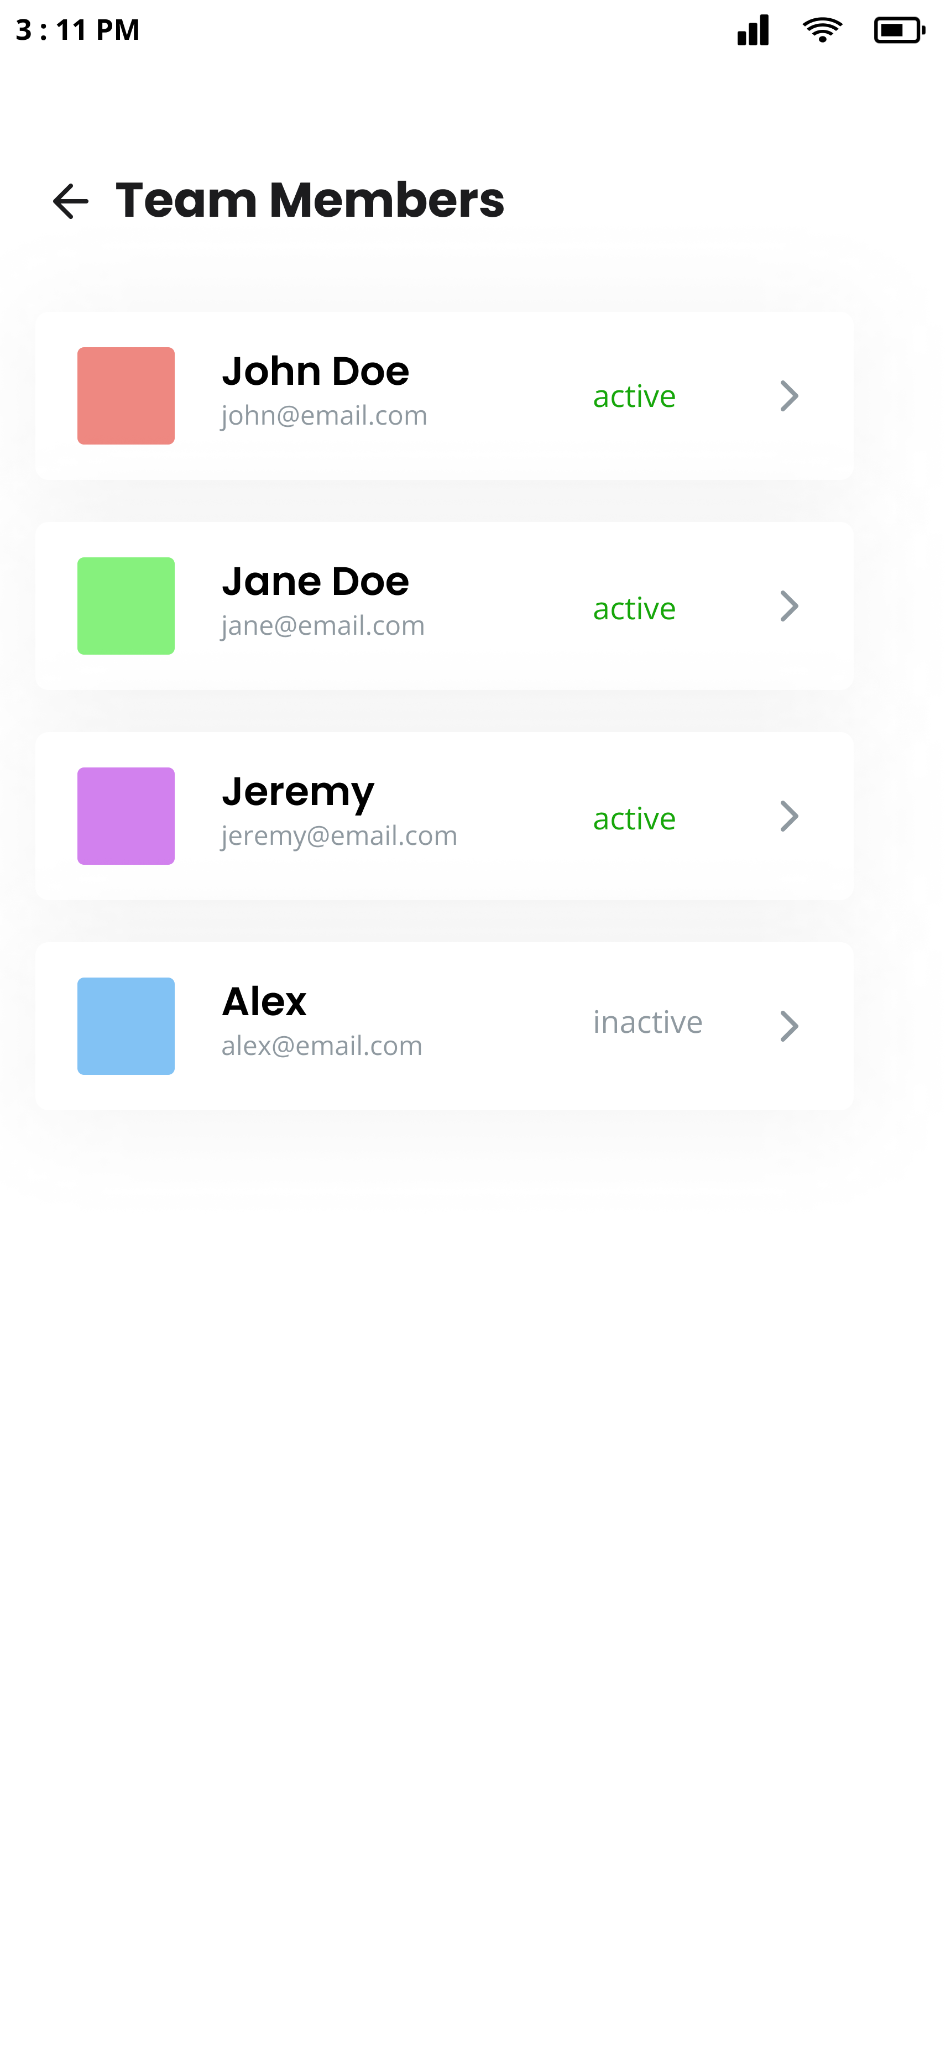 3 : 11 PM
Team Members
John Doe
john@email.com
active
Jane Doe
jane@email.com
active
Jeremy
jeremy@email.com
active
Alex
alex@email.com
inactive